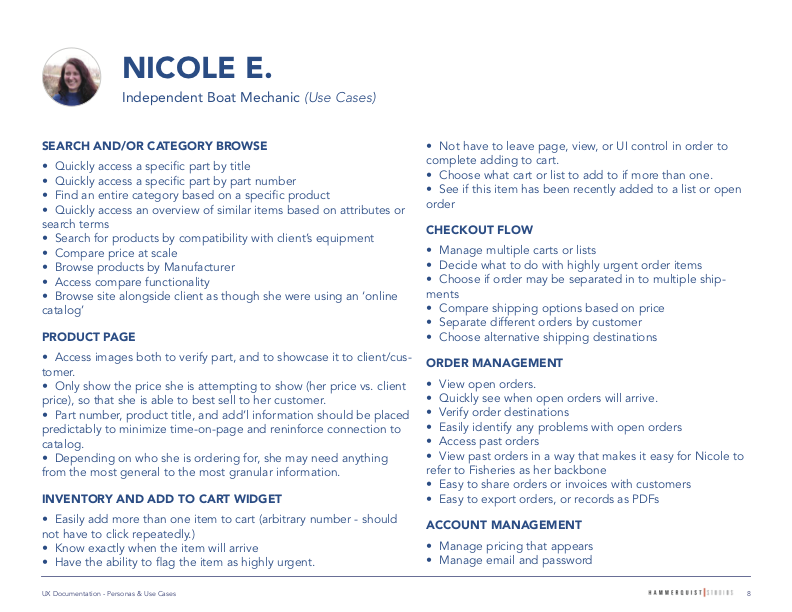 NICOLE E.
Independent Boat Mechanic (Use Cases)
SEARCH AND/OR CATEGORY BROWSE
• Quickly access a specific part by title
• Quickly access a specific part by part number
• Find an entire category based on a specific product
• Quickly access an overview of similar items based on attributes or
search terms
• Search for products by compatibility with client's equipment
• Compare price at scale
• Browse products by Manufacturer
• Access compare functionality
• Browse site alongside client as though she were using an 'online
catalog'
PRODUCT PAGE
• Access images both to verify part, and to showcase it to client/cus-
tomer.
• Only show the price she is attempting to show (her price vs. client
price), so that she is able to best sell to her customer.
• Part number, product title, and add'l information should be placed
predictably to minimize time-on-page and reninforce connection to
catalog.
• Depending on who she is ordering for, she may need anything
from the most general to the most granular information.
INVENTORY AND ADD TO CART WIDGET
• Easily add more than one item to cart (arbitrary number - should
not have to click repeatedly.)
• Know exactly when the item will arrive
• Have the ability to flag the item as highly urgent.
• Not have to leave page, view, or UI control in order to
complete adding to cart.
• Choose what cart or list to add to if more than one.
• See if this item has been recently added to a list or open
order
CHECKOUT FLOW
• Manage multiple carts or lists
• Decide what to do with highly urgent order items
• Choose if order may be separated in to multiple ship-
ments
• Compare shipping options based on price
• Separate different orders by customer
• Choose alternative shipping destinations
ORDER MANAGEMENT
• View open orders.
• Quickly see when open orders will arrive.
• Verify order destinations
• Easily identify any problems with open orders
• Access past orders
• View past orders in a way that makes it easy for Nicole to
refer to Fisheries as her backbone
• Easy to share orders or invoices with customers
• Easy to export orders, or records as PDFs
ACCOUNT MANAGEMENT
• Manage pricing that appears
• Manage email and password
UX Documentation - Personas & Use Cases
HAMMERQUIST STUDIOS
8